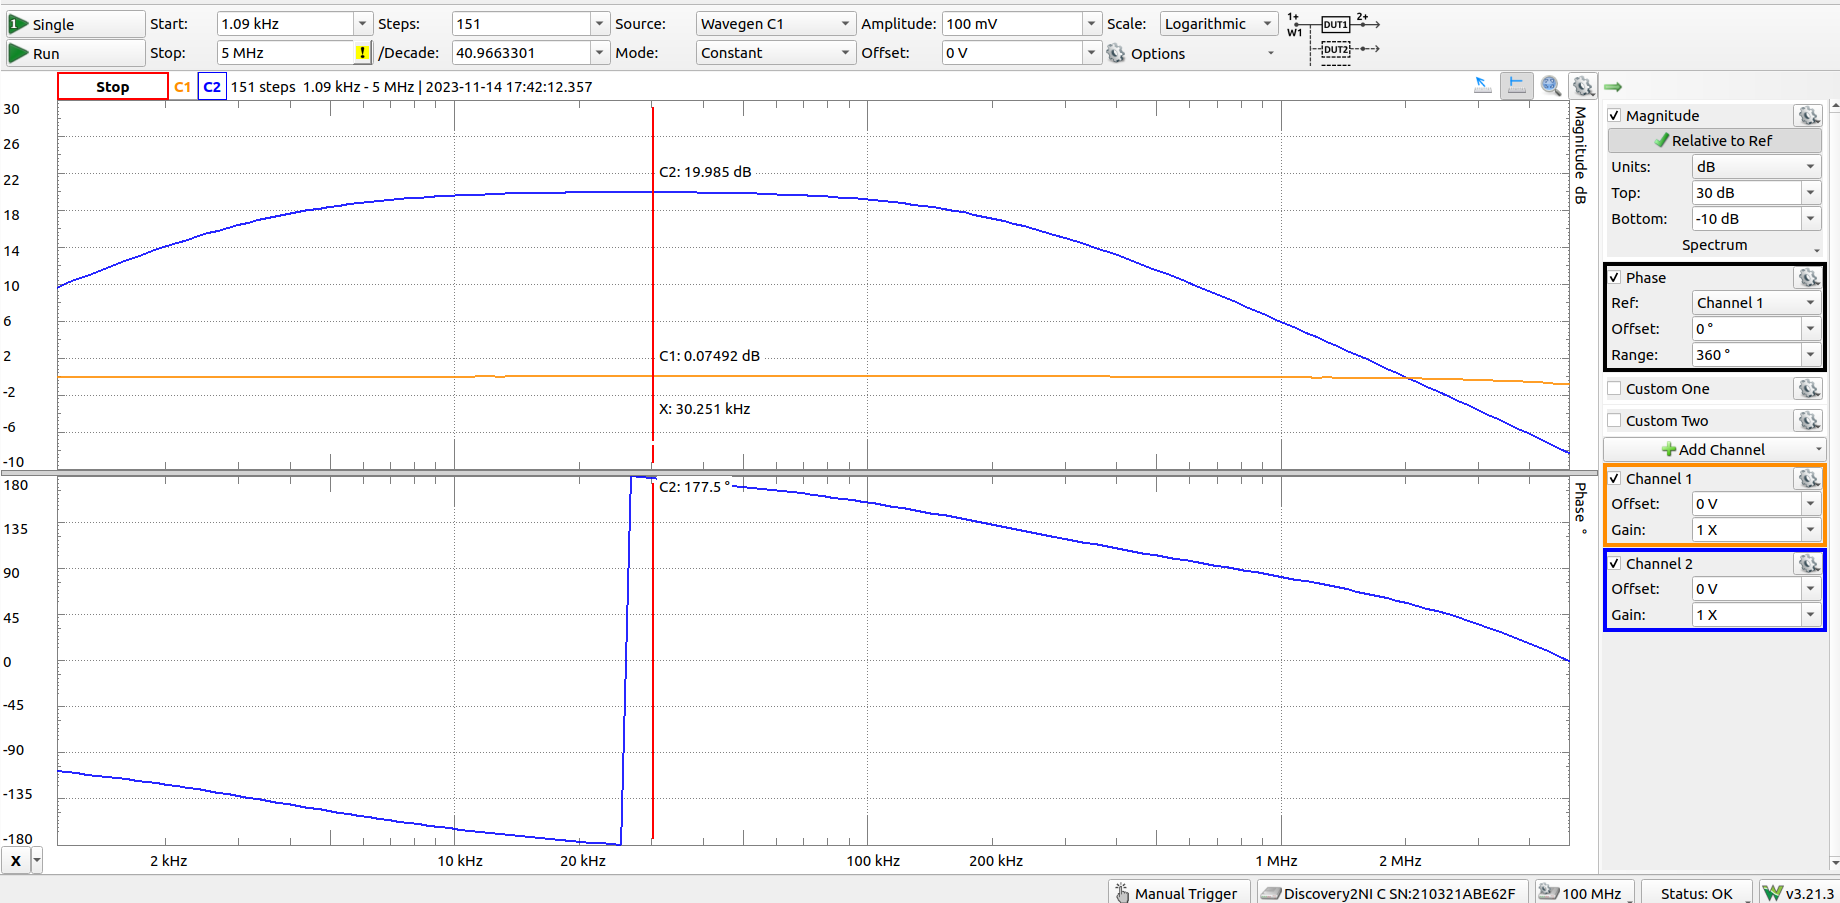 Single Start: 1.09 kHz Steps: 151 Source: Wavegen C1 Amplitude: 100 mV Scale: Logarithmic 1+ W1 DUT1 2+
Run Stop: 5 MHz ! /Decade: 40.9663301 Mode: Constant Offset: 0 V Options DUT2
Stop C1 C2 151 steps 1.09 kHz - 5 MHz | 2023-11-14 17:42:12.357
30
26
22
18
14
10
6
2
-2
-6
-10
C2: 19.985 dB
C1: 0.07492 dB
X: 30.251 kHz
Magnitude dB
180
135
90
45
0
-45
-90
-135
-180
C2: 177.5 °
Phase °
X 2 kHz 10 kHz 20 kHz 100 kHz 200 kHz 1 MHz 2 MHz
Magnitude
Relative to Ref
Units: dB
Top: 30 dB
Bottom: -10 dB
Spectrum
Phase
Ref: Channel 1
Offset: 0 °
Range: 360 °
Custom One
Custom Two
Add Channel
Channel 1
Offset: 0 V
Gain: 1 X
Channel 2
Offset: 0 V
Gain: 1 X
Manual Trigger Discovery2NI C SN:210321ABE62F 100 MHz Status: OK v3.21.3